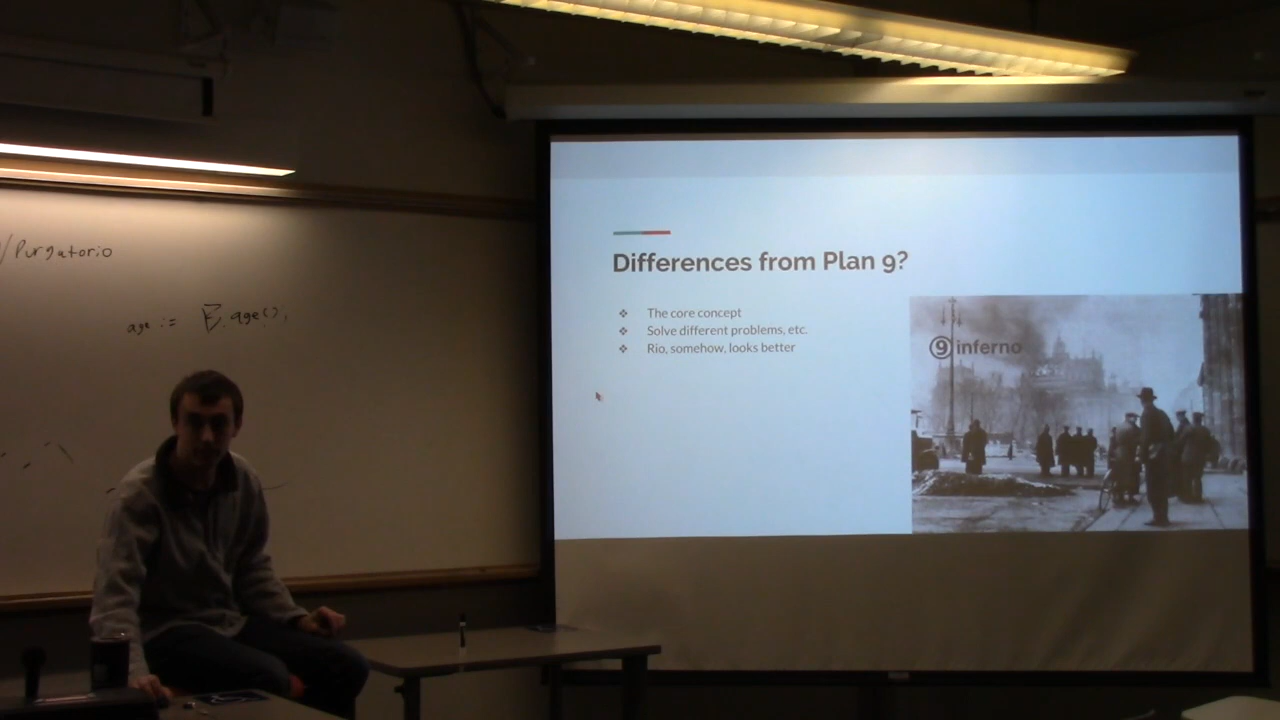 /Purgatorio
age := B.age();
Differences from Plan 9?
The core concept
Solve different problems, etc.
Rio, somehow, looks better
9 inferno